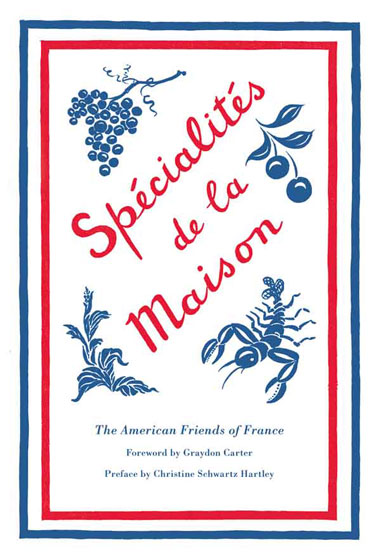 Spécialités
de la
Maison
The American Friends of France
Foreword by Graydon Carter
Preface by Christine Schwartz Hartley